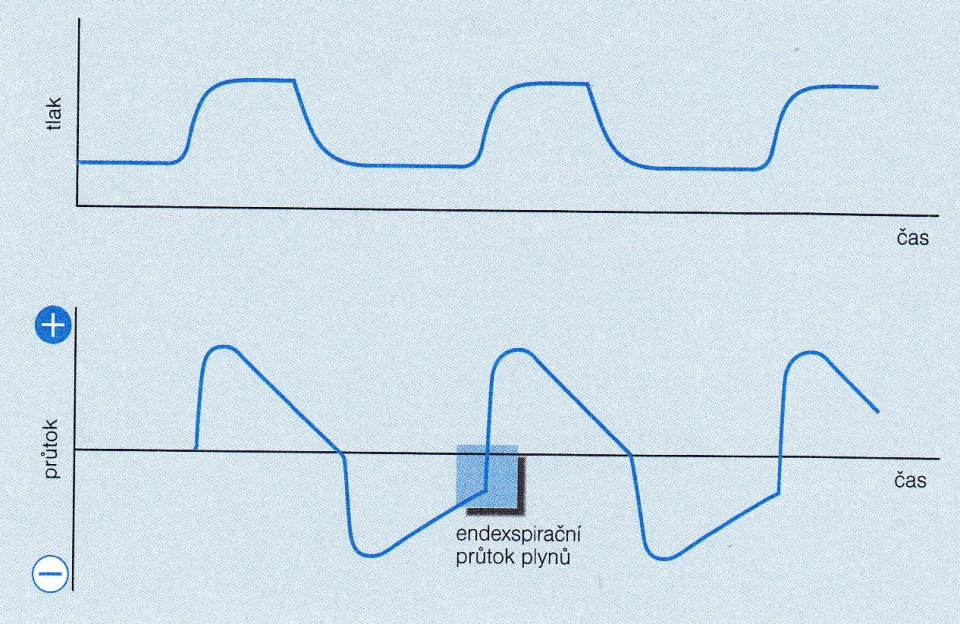 tlak
čas
+
průtok
čas
endexspirační
průtok plynů
−